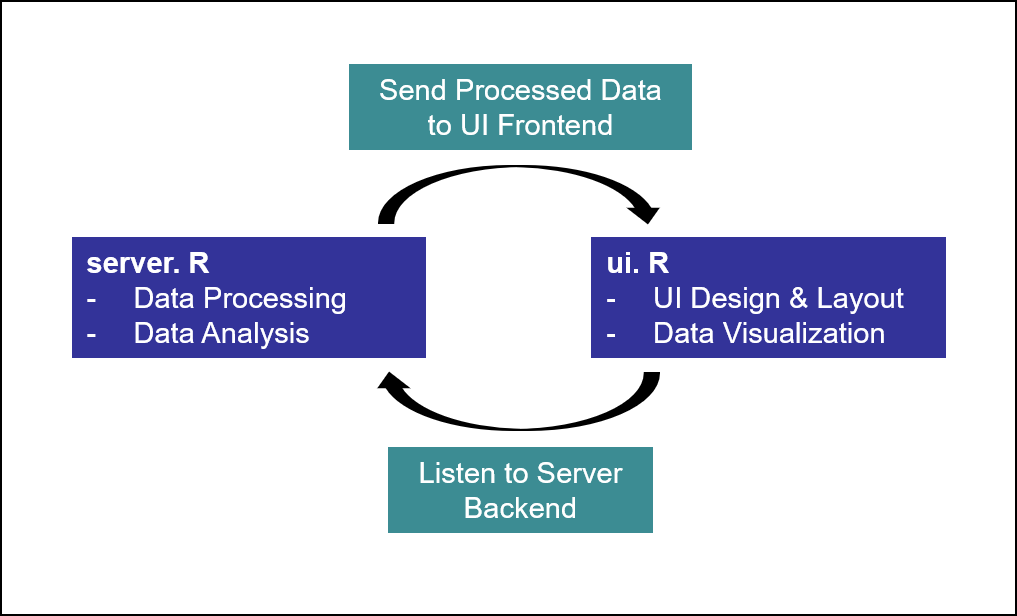 Send Processed Data
to UI Frontend
server. R
- Data Processing
- Data Analysis
ui. R
- UI Design & Layout
- Data Visualization
Listen to Server
Backend